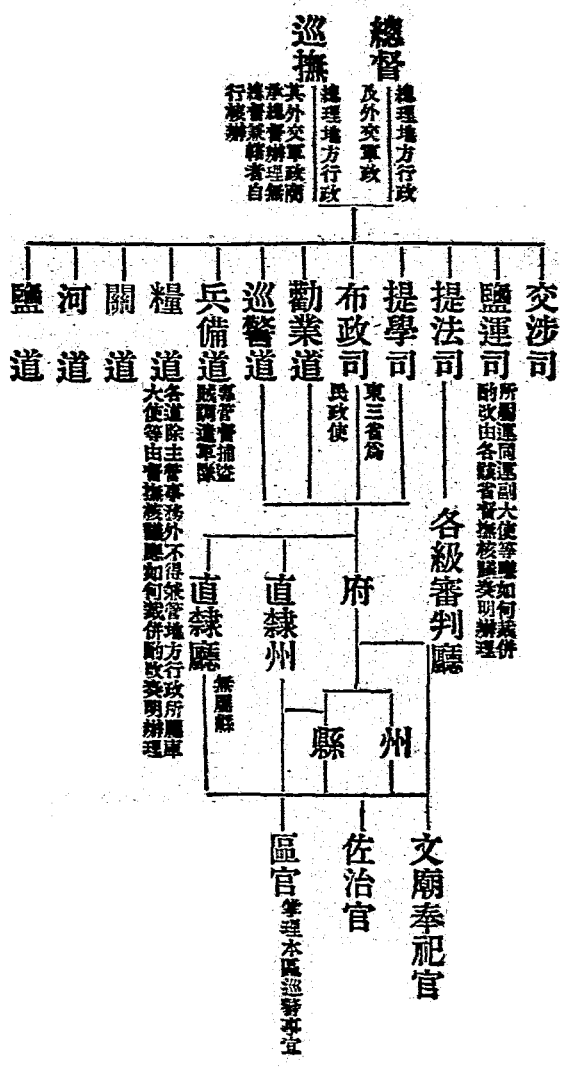 總督
總理地方行政
及外交軍政
巡撫
總理地方行政
其外交軍政商
承總督辦理無
總督兼轄者自
行核辦
交涉司
鹽運司
所屬運同運副大使等應如何裁併
酌改由各該省督撫核議奏明辦理
提法司
提學司
布政司
東三省爲
民政使
勸業道
巡警道
兵備道
專管督捕盜
賊調遣軍隊
糧道
各道除主管事務外不得兼管地方行政所屬庫
大使等由督撫核議應如何裁併酌改奏明辦理
關道
河道
鹽道
各級審判廳
府
直隸州
直隸廳
無屬縣
州
縣
文廟奉祀官
佐治官
區官
掌理本區巡警事宜